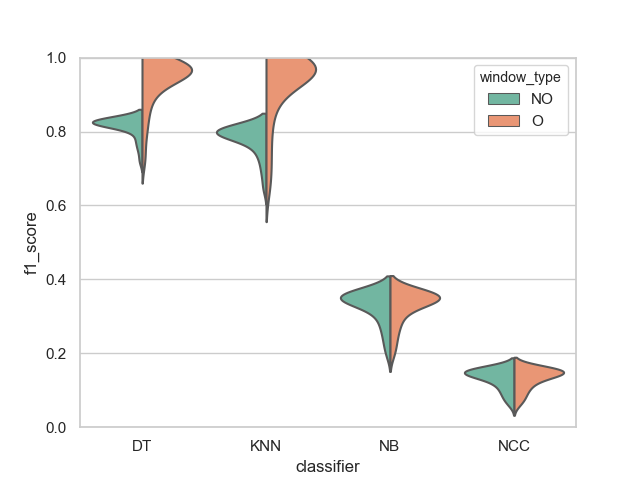 window_type
NO
O
1.0
0.8
0.6
0.4
0.2
0.0
f1_score
DT KNN NB NCC
classifier